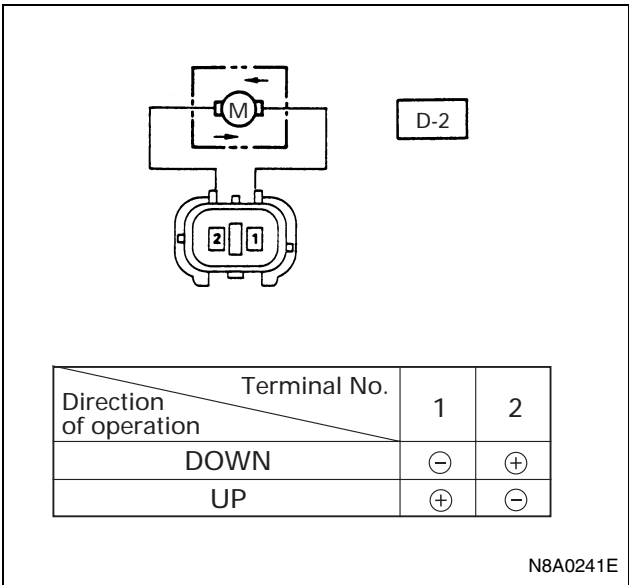 M
D-2
2 1
Terminal No.
Direction
of operation
1 2
DOWN ⊖ ⊕
UP ⊕ ⊖
N8A0241E